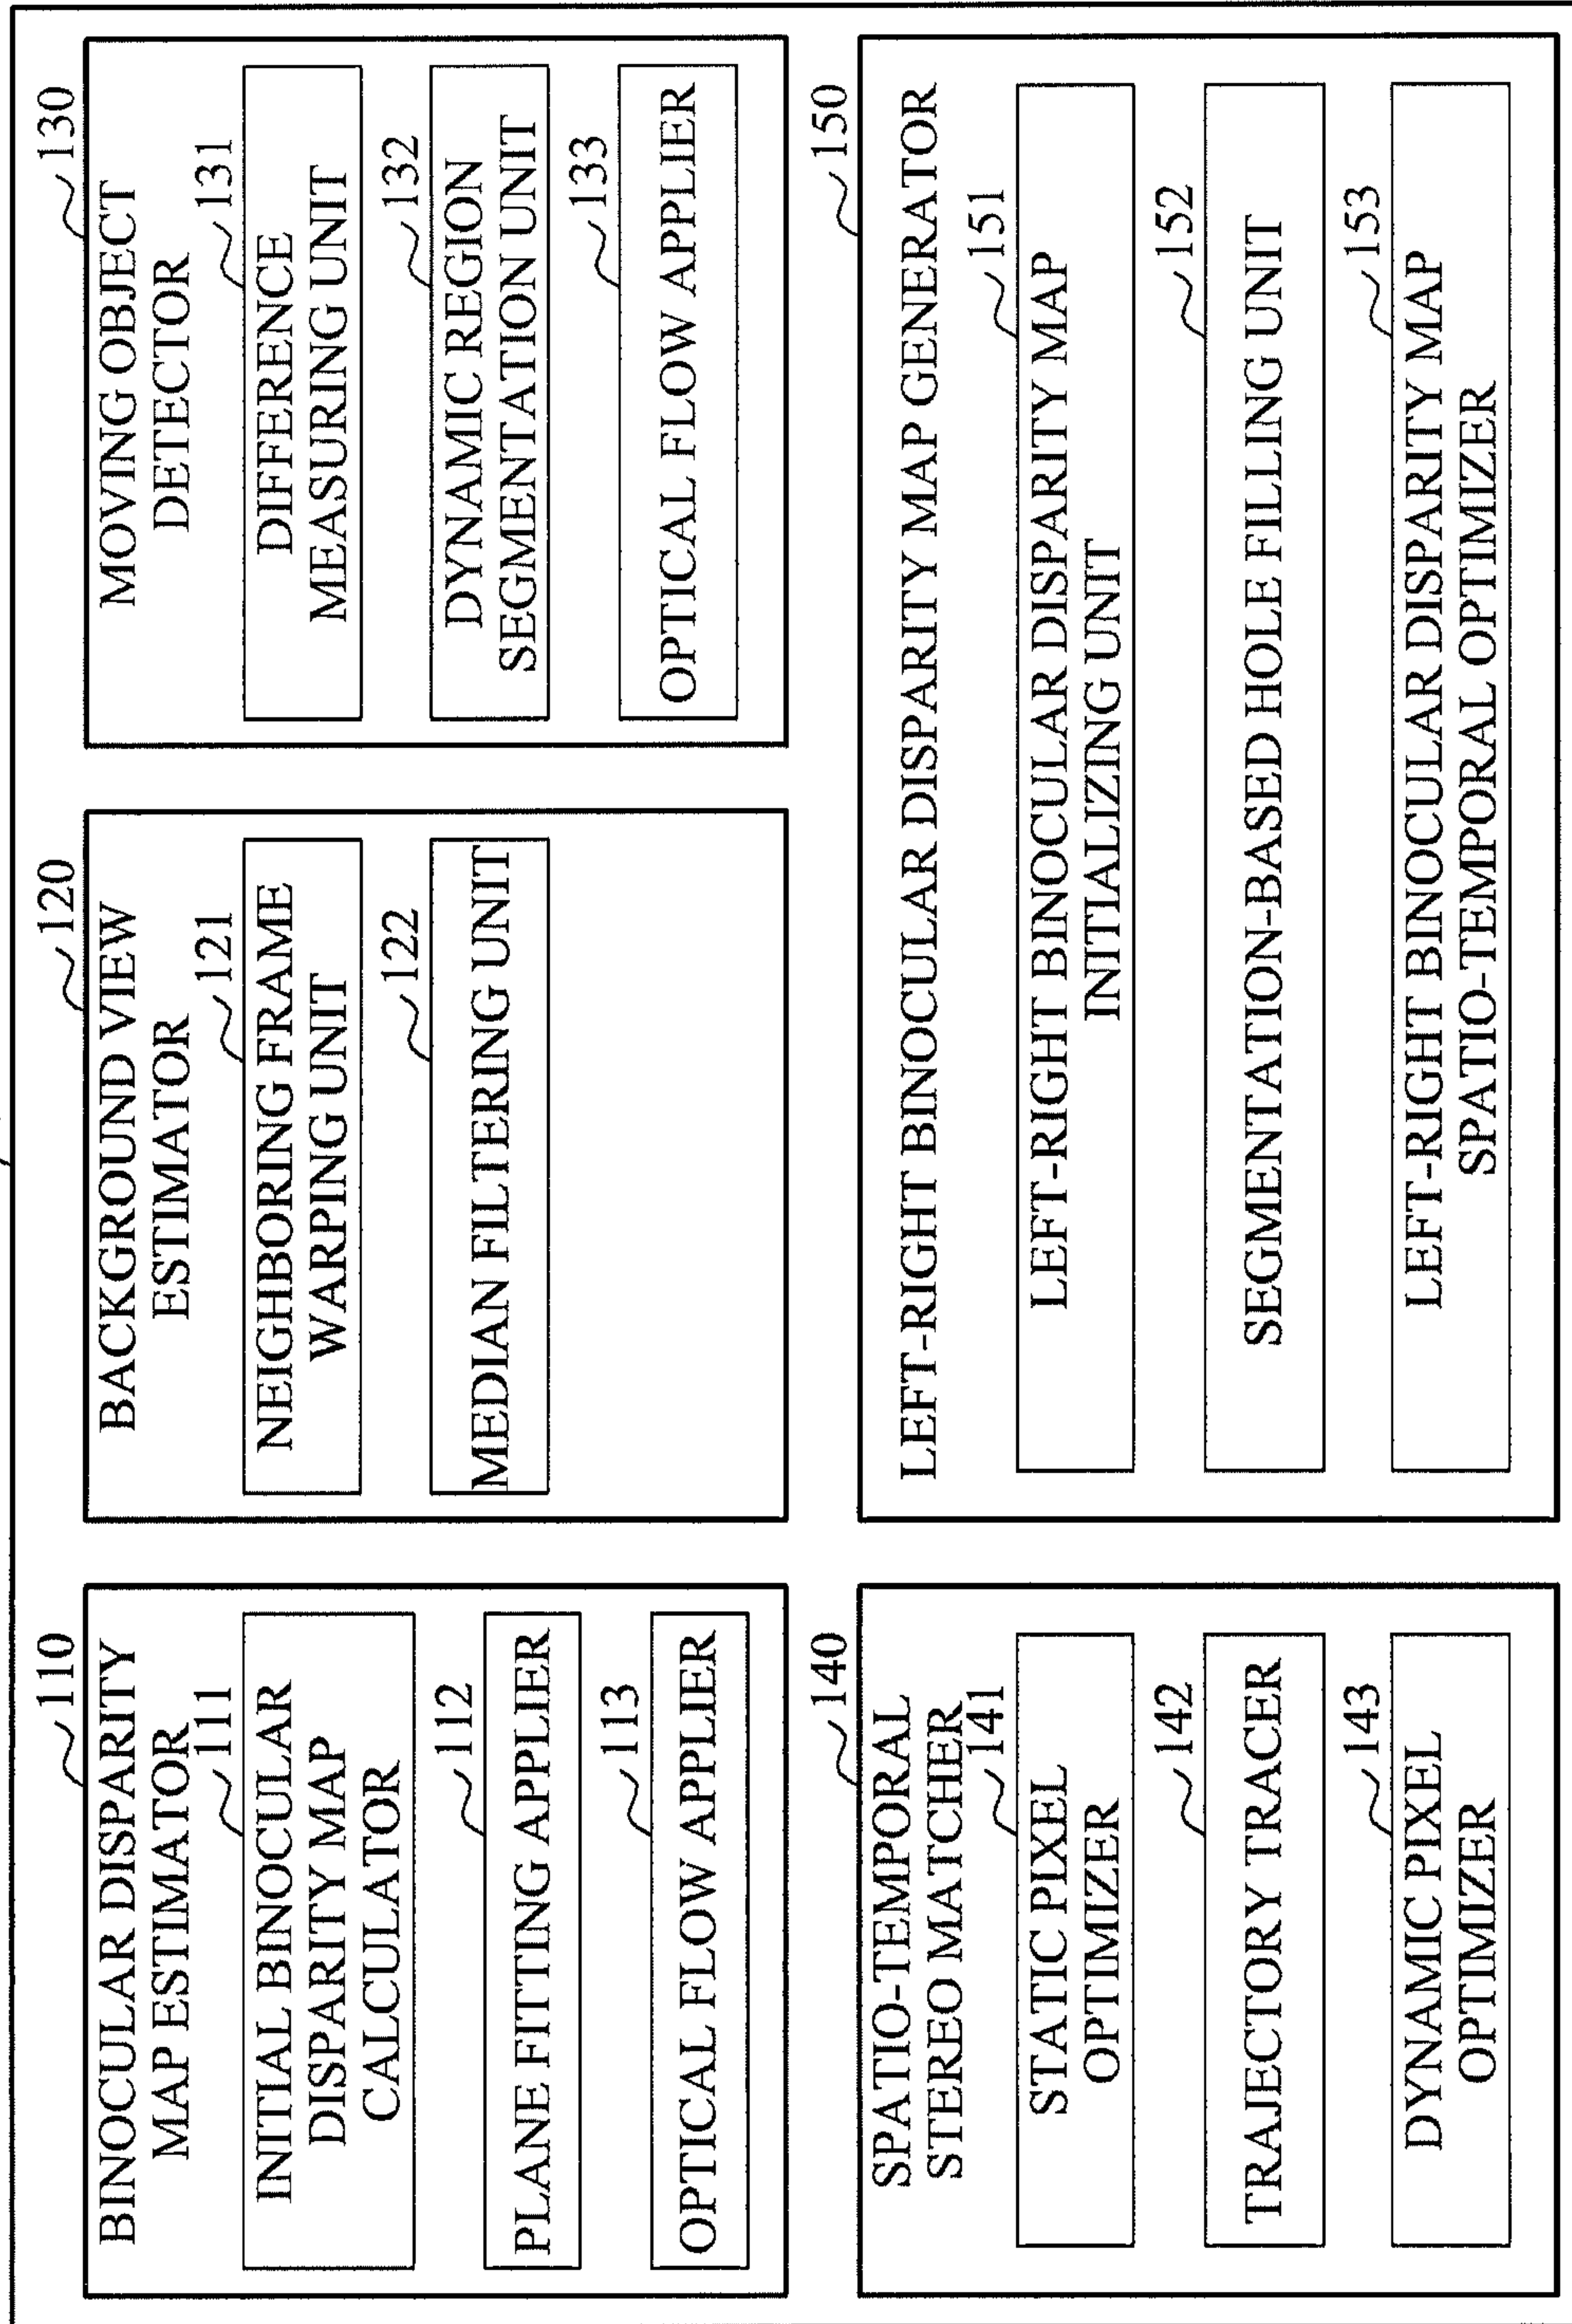 110
BINOCULAR DISPARITY
MAP ESTIMATOR
111
INITIAL BINOCULAR
DISPARITY MAP
CALCULATOR
112
PLANE FITTING APPLIER
113
OPTICAL FLOW APPLIER
120
BACKGROUND VIEW
ESTIMATOR
121
NEIGHBORING FRAME
WARPING UNIT
122
MEDIAN FILTERING UNIT
130
MOVING OBJECT
DETECTOR
131
DIFFERENCE
MEASURING UNIT
132
DYNAMIC REGION
SEGMENTATION UNIT
133
OPTICAL FLOW APPLIER
140
SPATIO-TEMPORAL
STEREO MATCHER
141
STATIC PIXEL
OPTIMIZER
142
TRAJECTORY TRACER
143
DYNAMIC PIXEL
OPTIMIZER
150
LEFT-RIGHT BINOCULAR DISPARITY MAP GENERATOR
151
LEFT-RIGHT BINOCULAR DISPARITY MAP
INITIALIZING UNIT
152
SEGMENTATION-BASED HOLE FILLING UNIT
153
LEFT-RIGHT BINOCULAR DISPARITY MAP
SPATIO-TEMPORAL OPTIMIZER